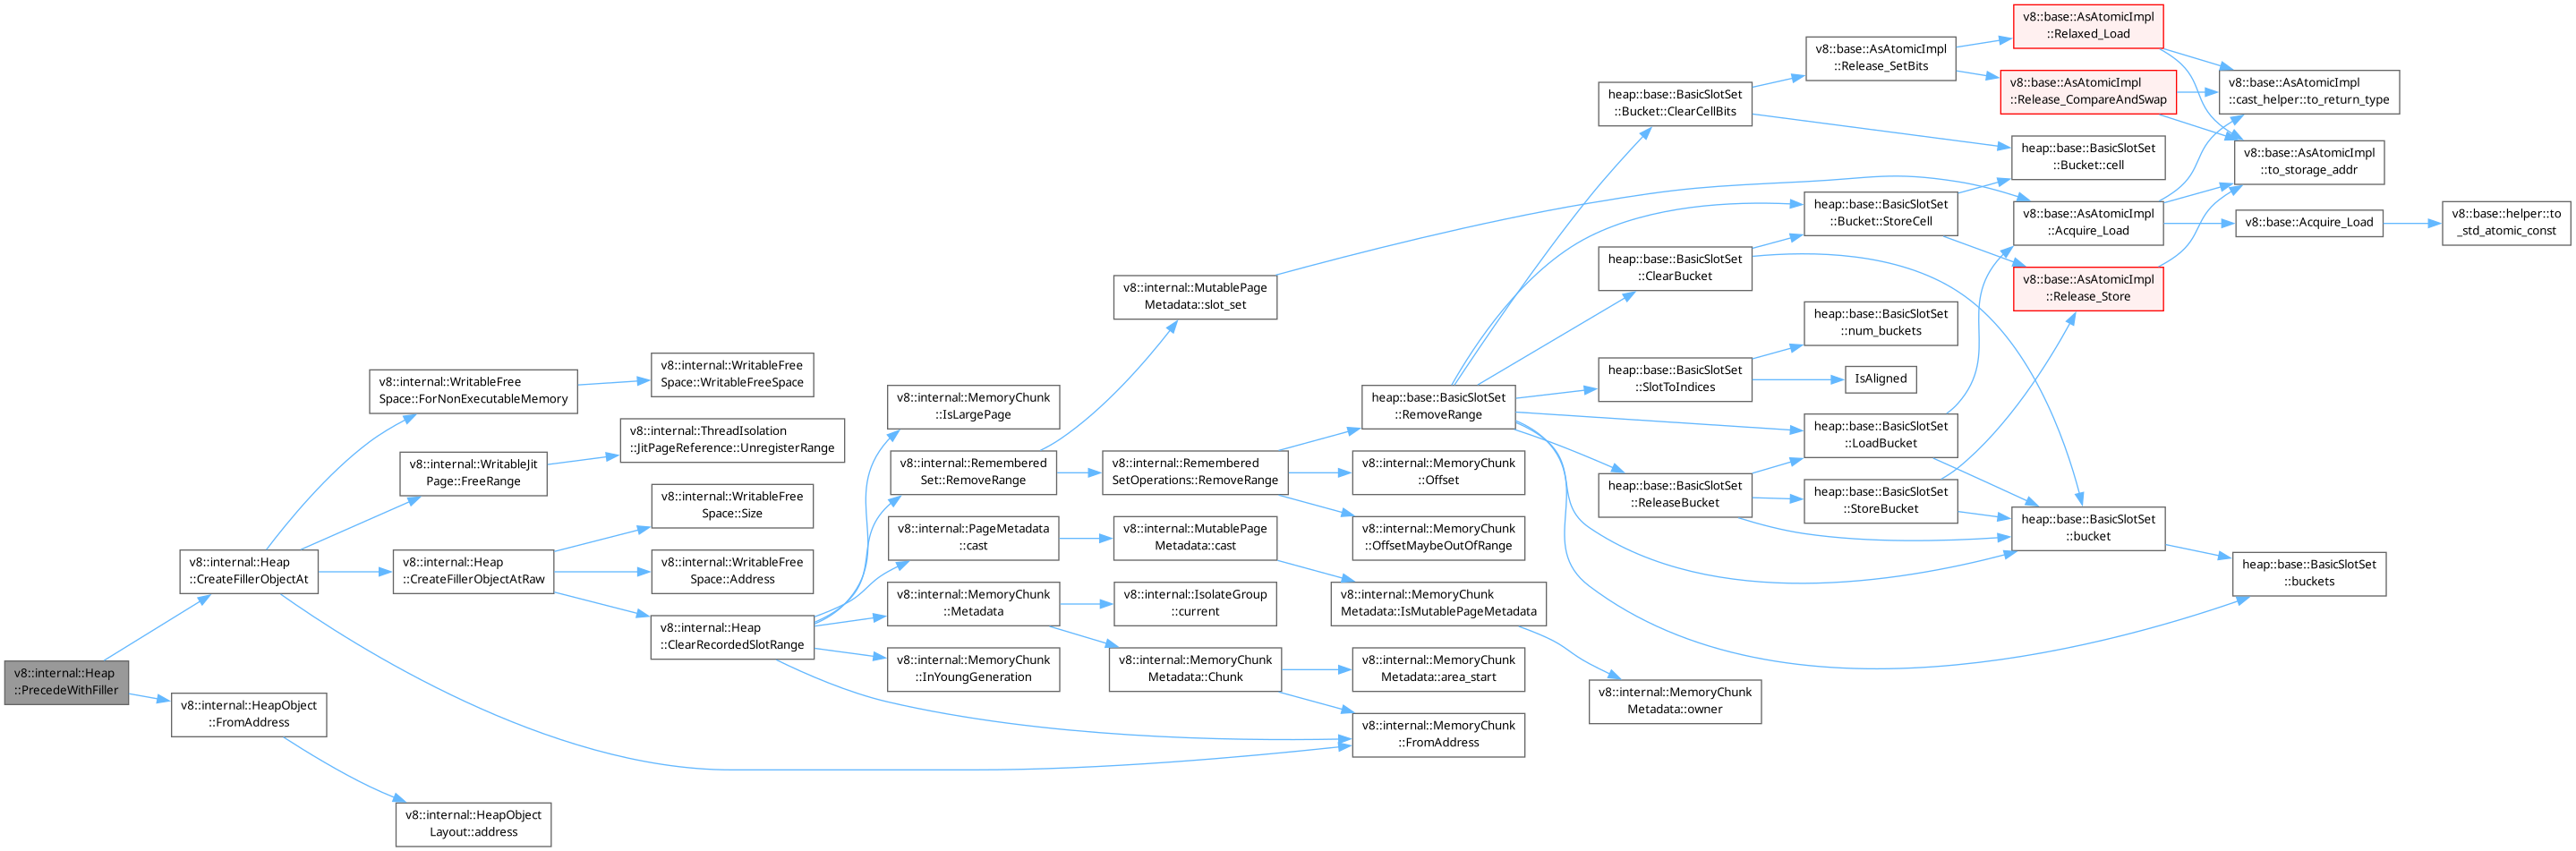 v8::internal::Heap
::PrecedeWithFiller
v8::internal::Heap
::CreateFillerObjectAt
v8::internal::HeapObject
::FromAddress
v8::internal::WritableFree
Space::ForNonExecutableMemory
v8::internal::WritableJit
Page::FreeRange
v8::internal::Heap
::CreateFillerObjectAtRaw
v8::internal::HeapObject
Layout::address
v8::internal::WritableFree
Space::WritableFreeSpace
v8::internal::ThreadIsolation
::JitPageReference::UnregisterRange
v8::internal::WritableFree
Space::Size
v8::internal::WritableFree
Space::Address
v8::internal::Heap
::ClearRecordedSlotRange
v8::internal::MemoryChunk
::IsLargePage
v8::internal::Remembered
Set::RemoveRange
v8::internal::PageMetadata
::cast
v8::internal::MemoryChunk
::Metadata
v8::internal::MemoryChunk
::InYoungGeneration
v8::internal::MutablePage
Metadata::slot_set
v8::internal::Remembered
SetOperations::RemoveRange
v8::internal::MutablePage
Metadata::cast
v8::internal::IsolateGroup
::current
v8::internal::MemoryChunk
Metadata::Chunk
heap::base::BasicSlotSet
::RemoveRange
v8::internal::MemoryChunk
::Offset
v8::internal::MemoryChunk
::OffsetMaybeOutOfRange
v8::internal::MemoryChunk
Metadata::IsMutablePageMetadata
v8::internal::MemoryChunk
Metadata::area_start
v8::internal::MemoryChunk
::FromAddress
heap::base::BasicSlotSet
::Bucket::ClearCellBits
heap::base::BasicSlotSet
::ClearBucket
heap::base::BasicSlotSet
::SlotToIndices
heap::base::BasicSlotSet
::ReleaseBucket
v8::internal::MemoryChunk
Metadata::owner
v8::base::AsAtomicImpl
::Release_SetBits
heap::base::BasicSlotSet
::Bucket::StoreCell
heap::base::BasicSlotSet
::num_buckets
IsAligned
heap::base::BasicSlotSet
::LoadBucket
heap::base::BasicSlotSet
::StoreBucket
v8::base::AsAtomicImpl
::Relaxed_Load
v8::base::AsAtomicImpl
::Release_CompareAndSwap
heap::base::BasicSlotSet
::Bucket::cell
v8::base::AsAtomicImpl
::Acquire_Load
v8::base::AsAtomicImpl
::Release_Store
heap::base::BasicSlotSet
::bucket
v8::base::AsAtomicImpl
::cast_helper::to_return_type
v8::base::AsAtomicImpl
::to_storage_addr
v8::base::Acquire_Load
heap::base::BasicSlotSet
::buckets
v8::base::helper::to
_std_atomic_const